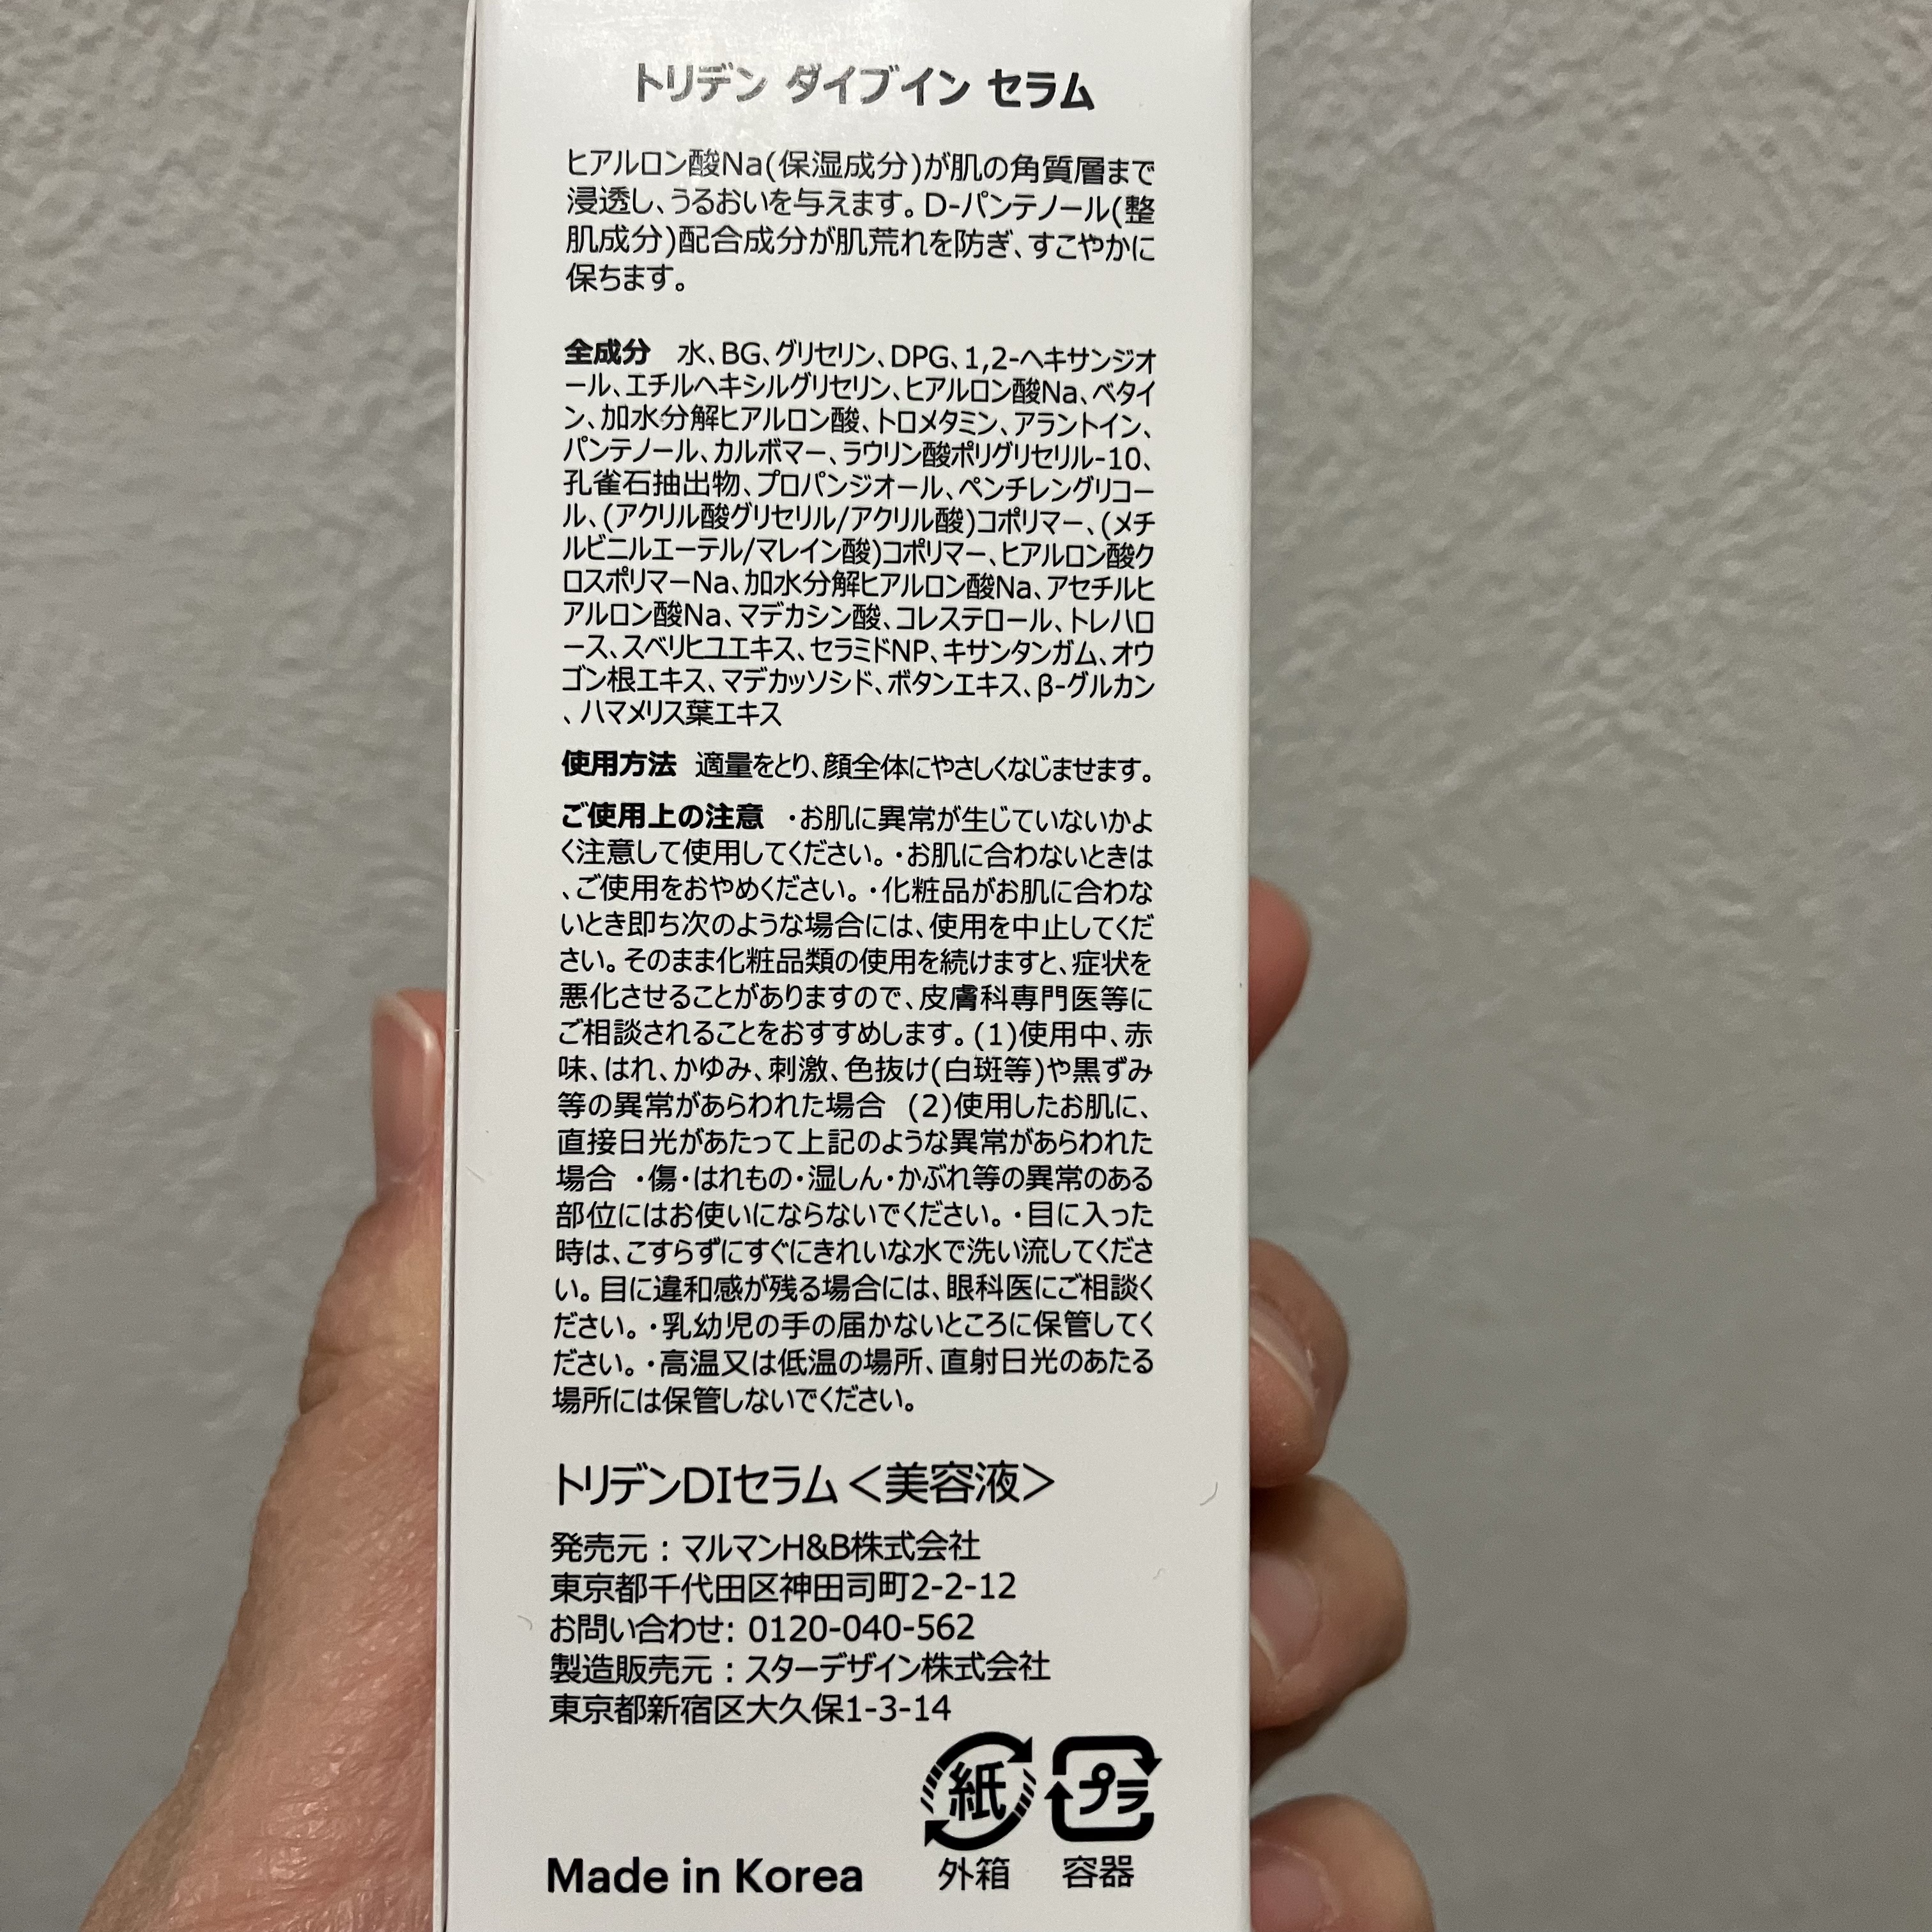 トリデン ダイブイン セラム
ヒアルロン酸Na(保湿成分)が肌の角質層まで
浸透し、うるおいを与えます。D-パンテノール(整
肌成分)配合成分が肌荒れを防ぎ、すこやかに
保ちます。
全成分 水、BG、グリセリン、DPG、1,2-ヘキサンジオ
ール、エチルヘキシルグリセリン、ヒアルロン酸Na、ベタイ
ン、加水分解ヒアルロン酸、トロメタミン、アラントイン、
パンテノール、カルボマー、ラウリン酸ポリグリセリル-10、
孔雀石抽出物、プロパンジオール、ペンチレングリコー
ル、(アクリル酸グリセリル/アクリル酸)コポリマー、(メチ
ルビニルエーテル/マレイン酸)コポリマー、ヒアルロン酸ク
ロスポリマーNa、加水分解ヒアルロン酸Na、アセチルヒ
アルロン酸Na、マデカシン酸、コレステロール、トレハロ
ース、スベリヒユエキス、セラミドNP、キサンタンガム、オウ
ゴン根エキス、マデカッソシド、ボタンエキス、β-グルカン
、ハマメリス葉エキス
使用方法 適量をとり、顔全体にやさしくなじませます。
ご使用上の注意 ・お肌に異常が生じていないかよ
く注意して使用してください。・お肌に合わないときは
、ご使用をおやめください。・化粧品がお肌に合わな
いとき即ち次のような場合には、使用を中止してくだ
さい。そのまま化粧品類の使用を続けますと、症状を
悪化させることがありますので、皮膚科専門医等に
ご相談されることをおすすめします。(1)使用中、赤
味、はれ、かゆみ、刺激、色抜け(白斑等)や黒ずみ
等の異常があらわれた場合 (2)使用したお肌に、
直接日光があたって上記のような異常があらわれた
場合 ・傷・はれもの・湿しん・かぶれ等の異常のある
部位にはお使いにならないでください。・目に入った
時は、こすらずにすぐにきれいな水で洗い流してくださ
い。目に違和感が残る場合には、眼科医にご相談く
ださい。・乳幼児の手の届かないところに保管してく
ださい。・高温又は低温の場所、直射日光のあたる
場所には保管しないでください。
トリデンDIセラム＜美容液＞
発売元：マルマンH&B株式会社
東京都千代田区神田司町2-2-12
お問い合わせ: 0120-040-562
製造販売元：スターデザイン株式会社
東京都新宿区大久保1-3-14
紙 プラ
Made in Korea 外箱 容器